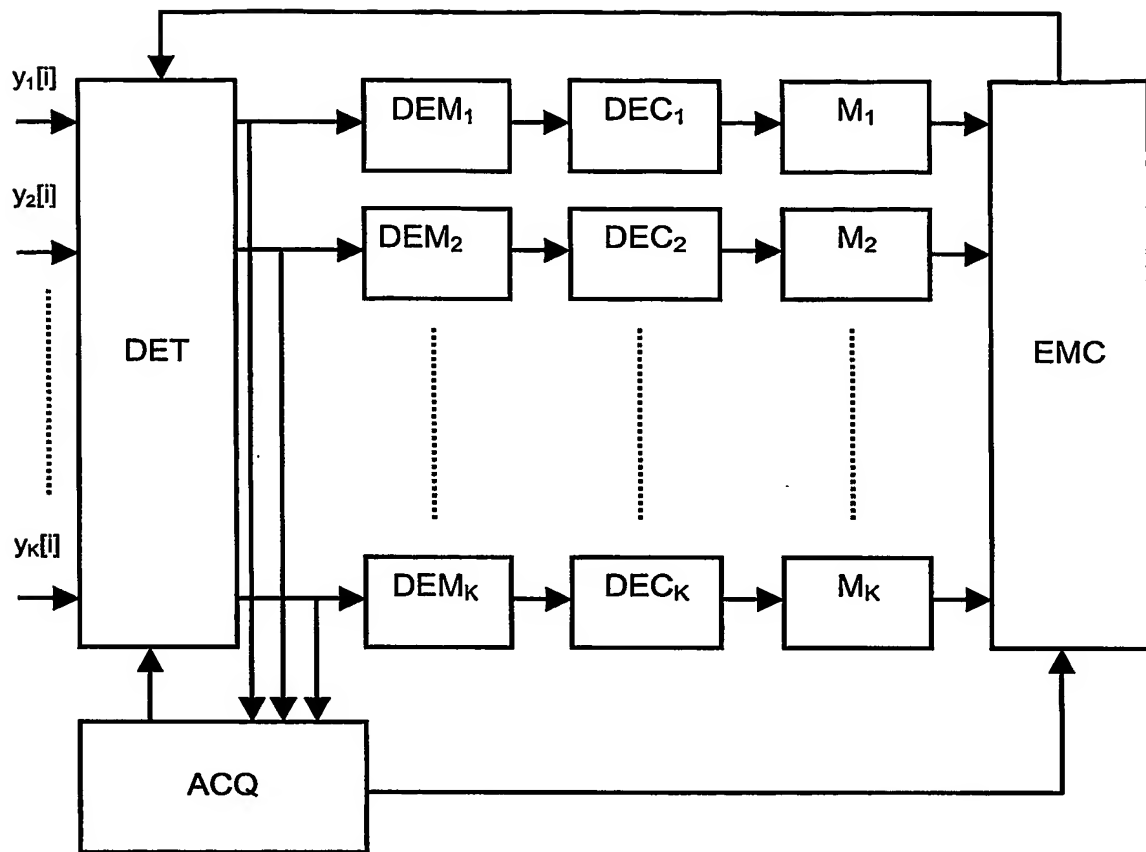 y₁[i]
DEM₁
DEC₁
M₁
y₂[i]
DEM₂
DEC₂
M₂
DET
EMC
yK[i]
DEMK
DECK
MK
ACQ